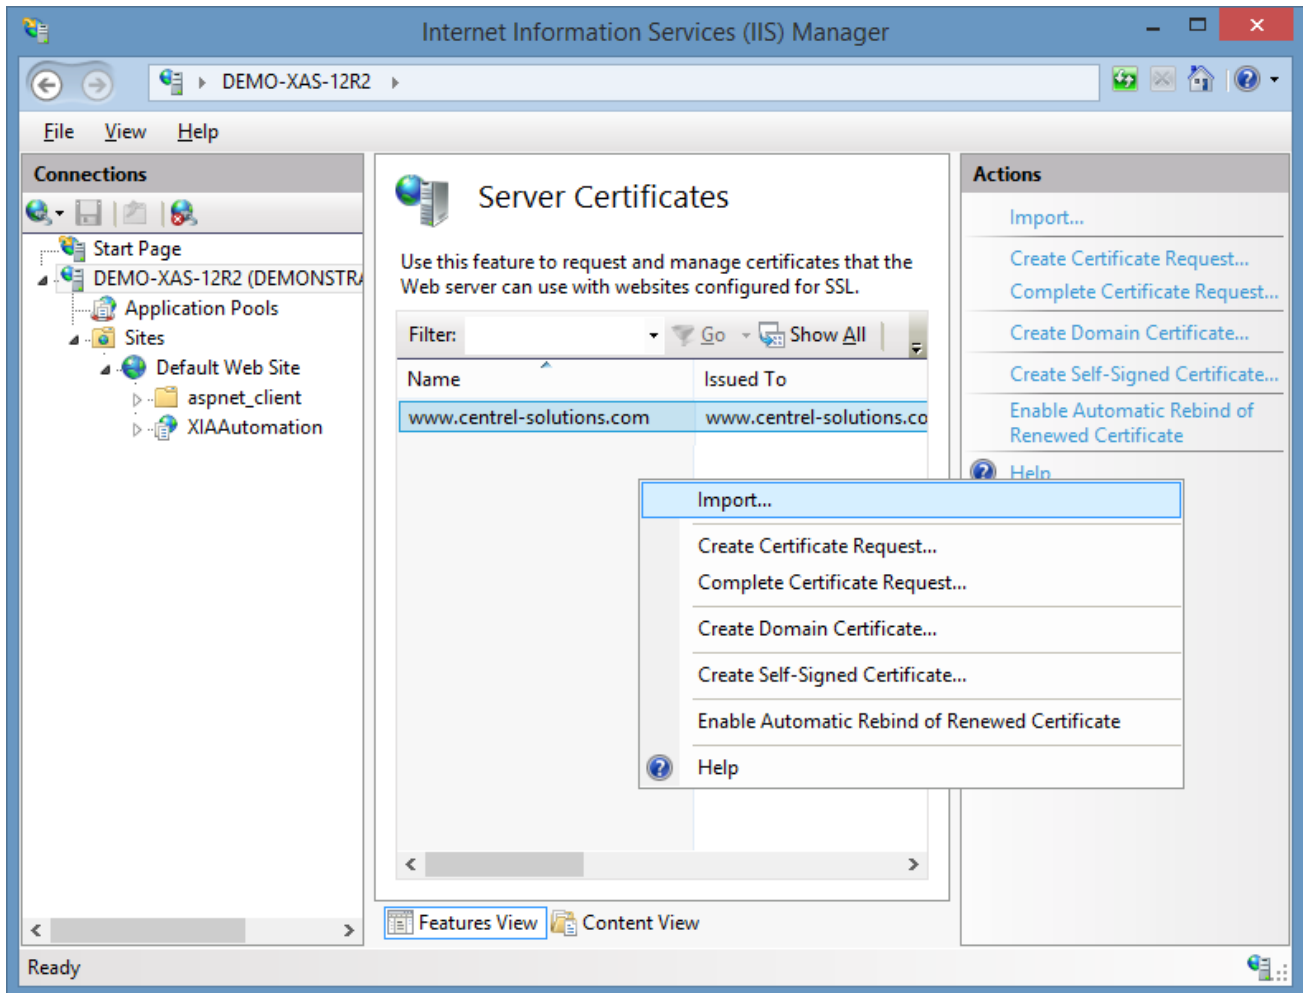 Internet Information Services (IIS) Manager
DEMO-XAS-12R2
File View Help
Connections
Start Page
DEMO-XAS-12R2 (DEMONSTRA
Application Pools
Sites
Default Web Site
aspnet_client
XIAAutomation
Server Certificates
Use this feature to request and manage certificates that the
Web server can use with websites configured for SSL.
Filter: Go Show All
Name Issued To
www.centrel-solutions.com www.centrel-solutions.co
Import...
Create Certificate Request...
Complete Certificate Request...
Create Domain Certificate...
Create Self-Signed Certificate...
Enable Automatic Rebind of Renewed Certificate
Help
Features View Content View
Actions
Import...
Create Certificate Request...
Complete Certificate Request...
Create Domain Certificate...
Create Self-Signed Certificate...
Enable Automatic Rebind of
Renewed Certificate
Help
Ready